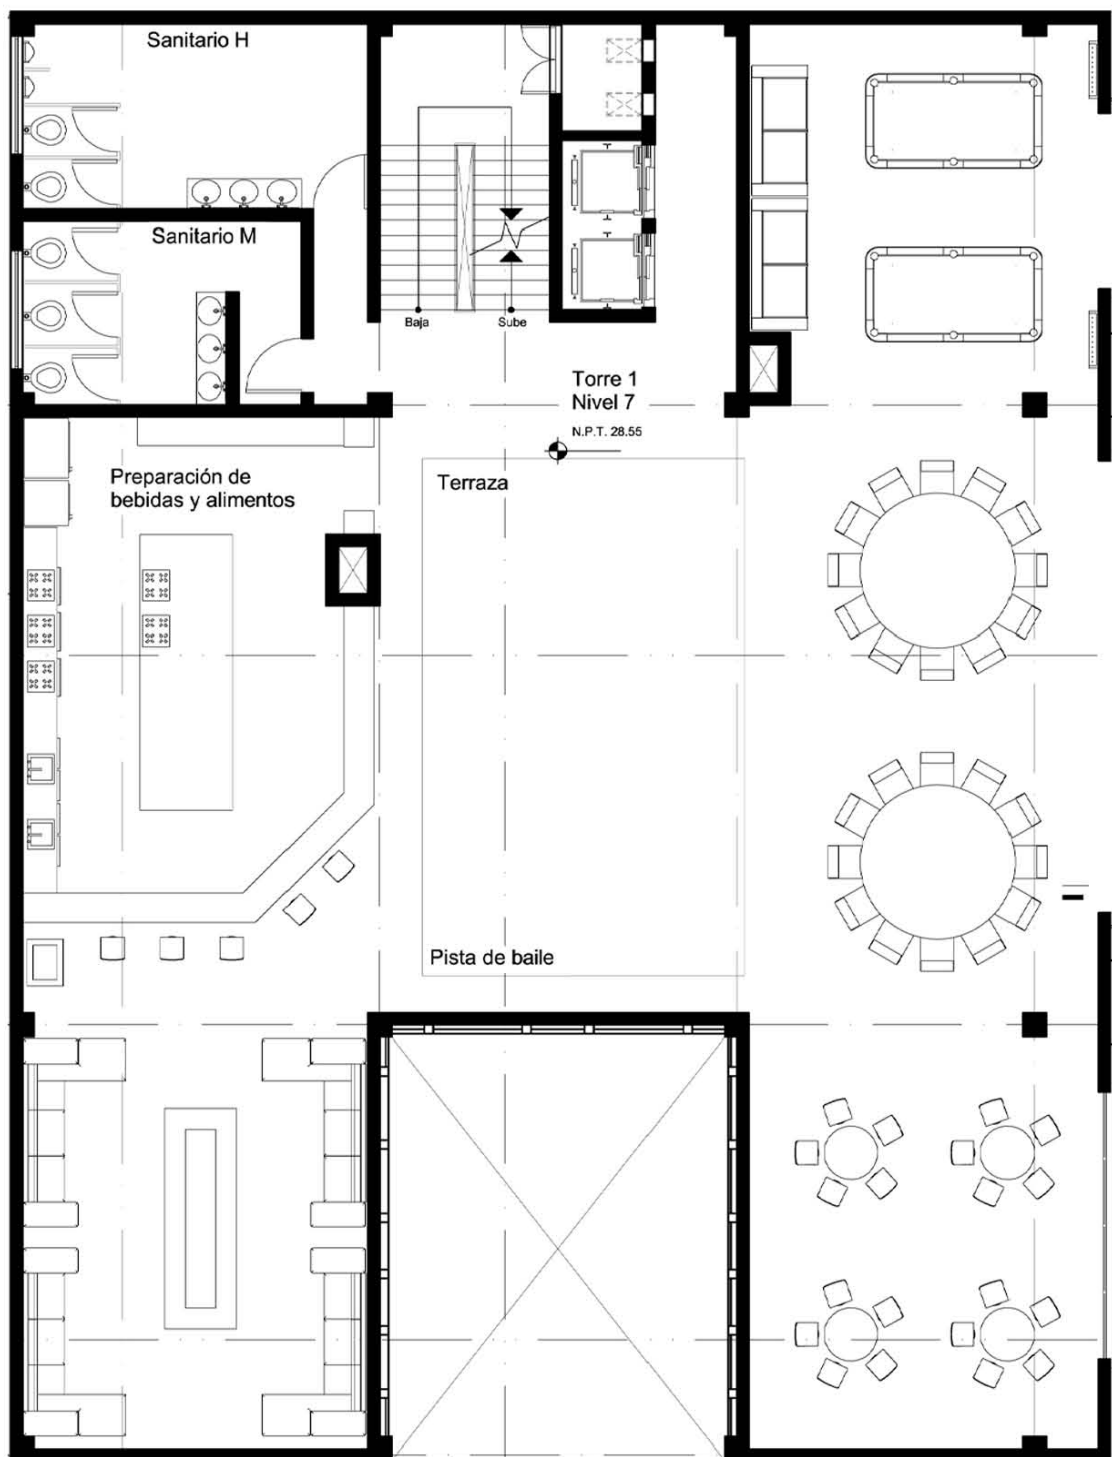 Sanitario H
Sanitario M
Baja
Sube
Torre 1
Nivel 7
N.P.T. 28.55
Preparación de
bebidas y alimentos
Terraza
Pista de baile